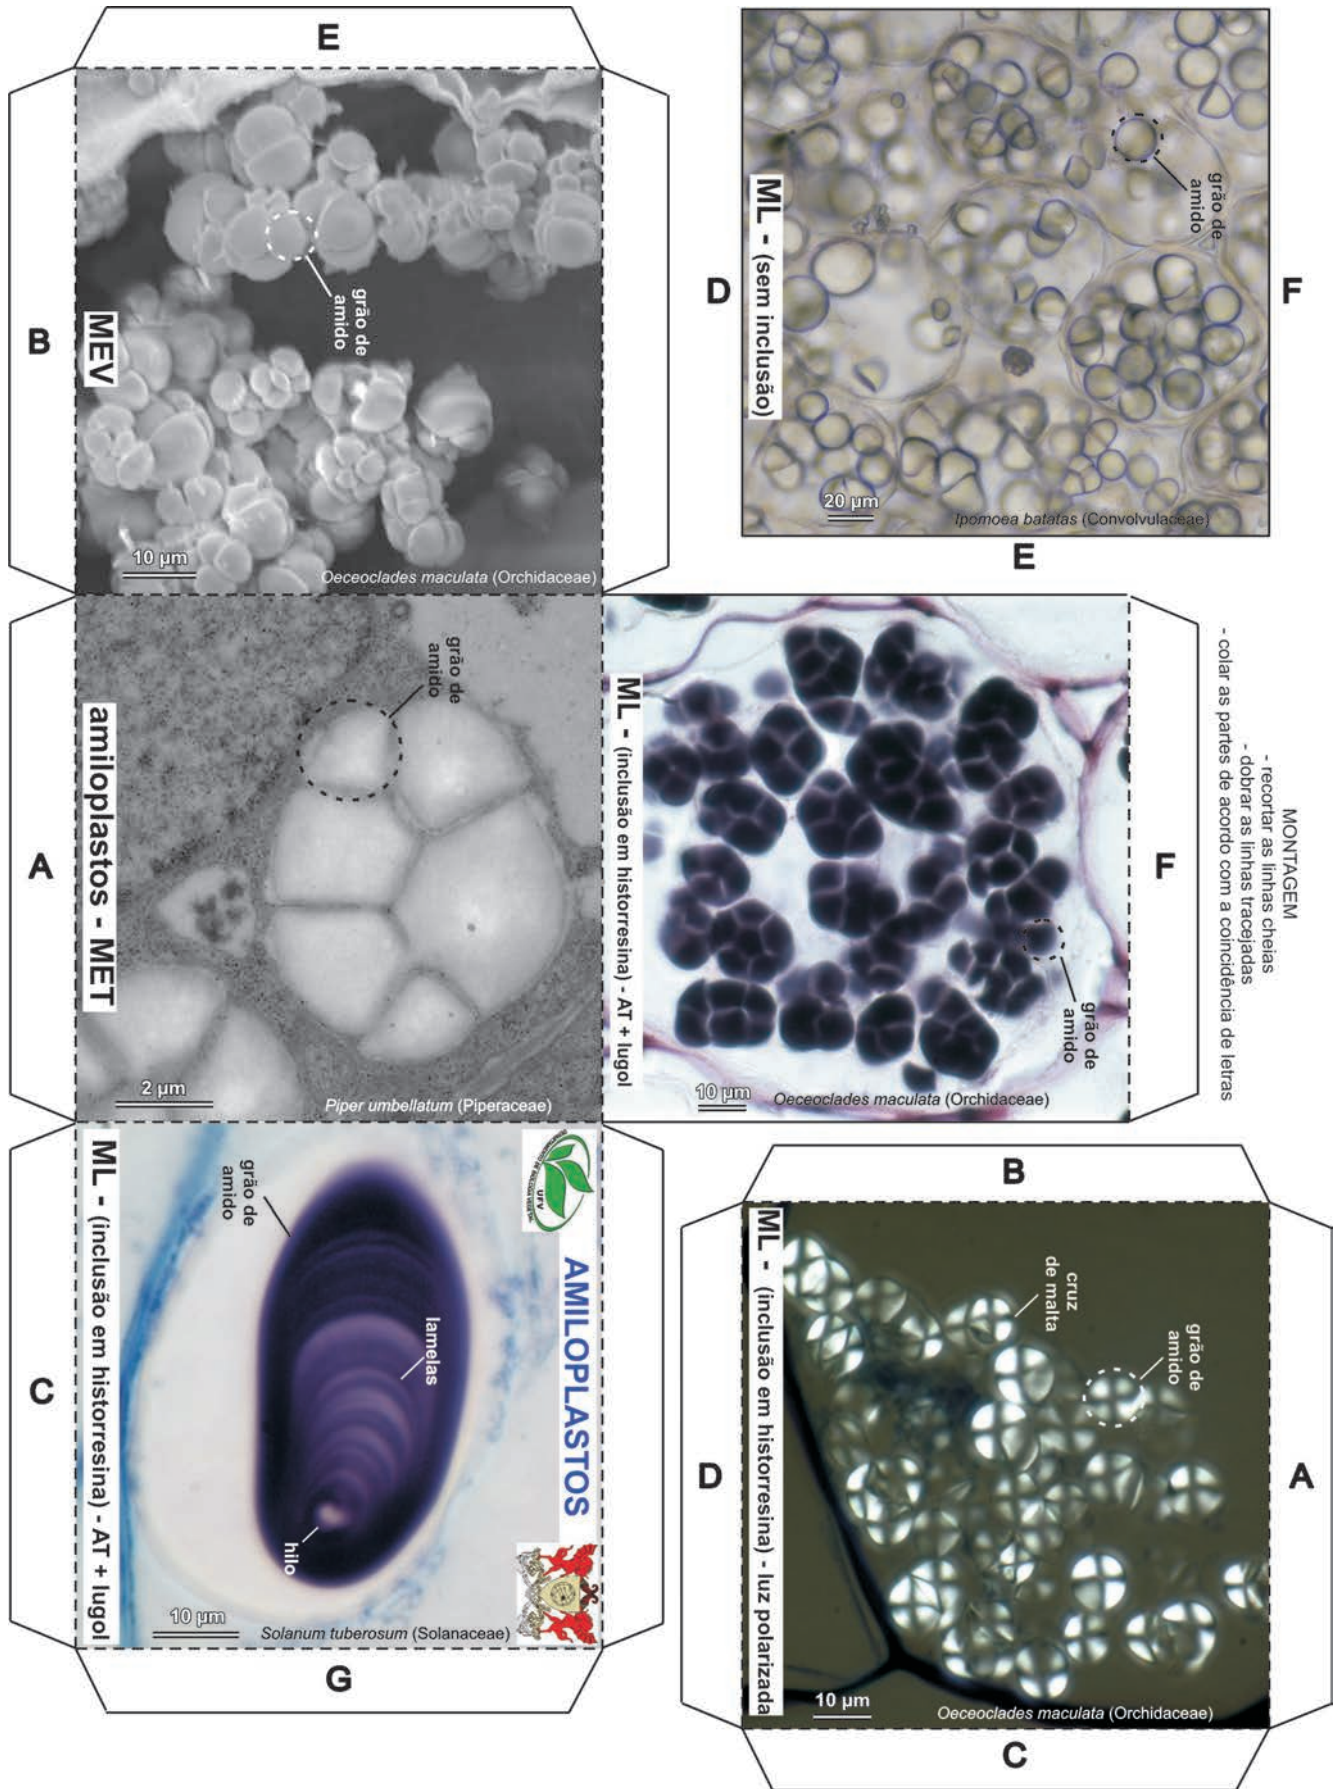 E
B
MEV
grão de
amido
10 µm
Oeceoclades maculata (Orchidaceae)
D
ML - (sem inclusão)
grão de
amido
F
20 µm
Ipomoea batatas (Convolvulaceae)
E
A
amiloplastos - MET
grão de
amido
2 µm
Piper umbellatum (Piperaceae)
ML - (inclusão em historresina) - AT + lugol
grão de
amido
10 µm
Oeceoclades maculata (Orchidaceae)
F
MONTAGEM
- recortar as linhas cheias
- dobrar as linhas tracejadas
- colar as partes de acordo com a coincidência de letras
C
ML - (inclusão em historresina) - AT + lugol
grão de
amido
lamelas
hilo
AMILOPLASTOS
DEPARTAMENTO DE BIOLOGIA VEGETAL
UFV
10 µm
Solanum tuberosum (Solanaceae)
G
B
D
ML - (inclusão em historresina) - luz polarizada
cruz
de malta
grão de
amido
A
10 µm
Oeceoclades maculata (Orchidaceae)
C